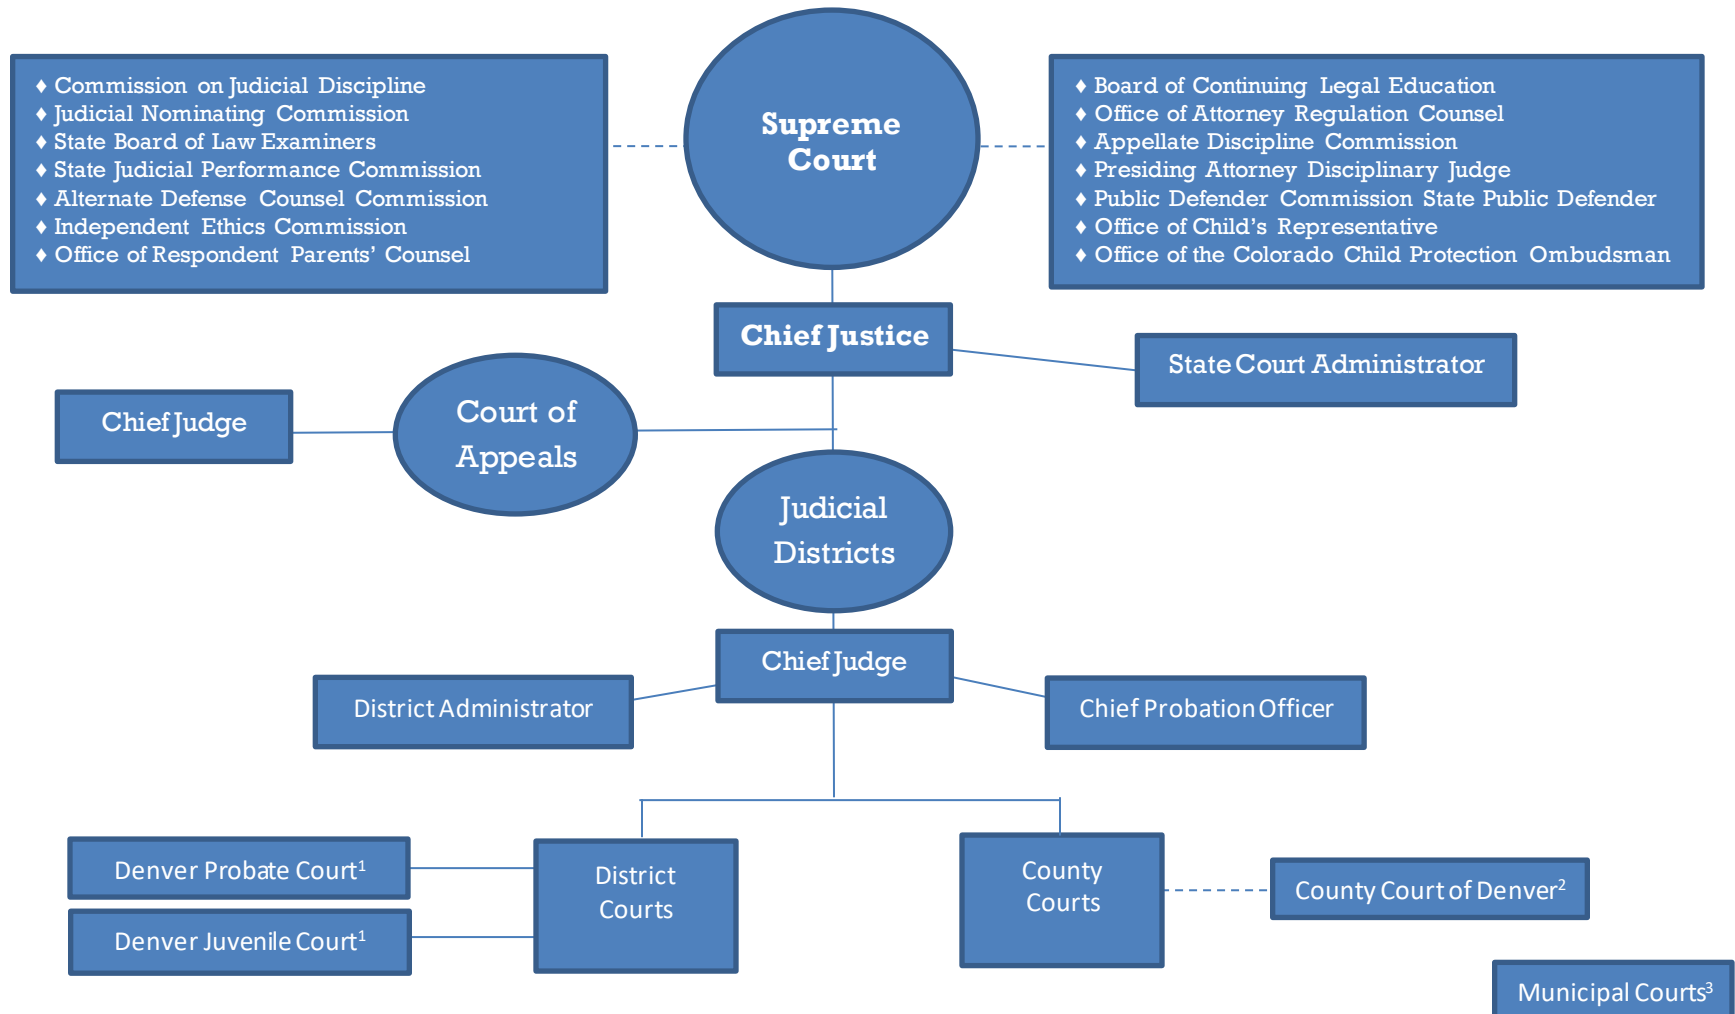 ♦ Commission on Judicial Discipline
♦ Judicial Nominating Commission
♦ State Board of Law Examiners
♦ State Judicial Performance Commission
♦ Alternate Defense Counsel Commission
♦ Independent Ethics Commission
♦ Office of Respondent Parents’ Counsel
Supreme
Court
♦ Board of Continuing Legal Education
♦ Office of Attorney Regulation Counsel
♦ Appellate Discipline Commission
♦ Presiding Attorney Disciplinary Judge
♦ Public Defender Commission State Public Defender
♦ Office of Child’s Representative
♦ Office of the Colorado Child Protection Ombudsman
Chief Justice
State Court Administrator
Chief Judge
Court of
Appeals
Judicial
Districts
Chief Judge
District Administrator
Chief Probation Officer
Denver Probate Court¹
Denver Juvenile Court¹
District
Courts
County
Courts
County Court of Denver²
Municipal Courts³